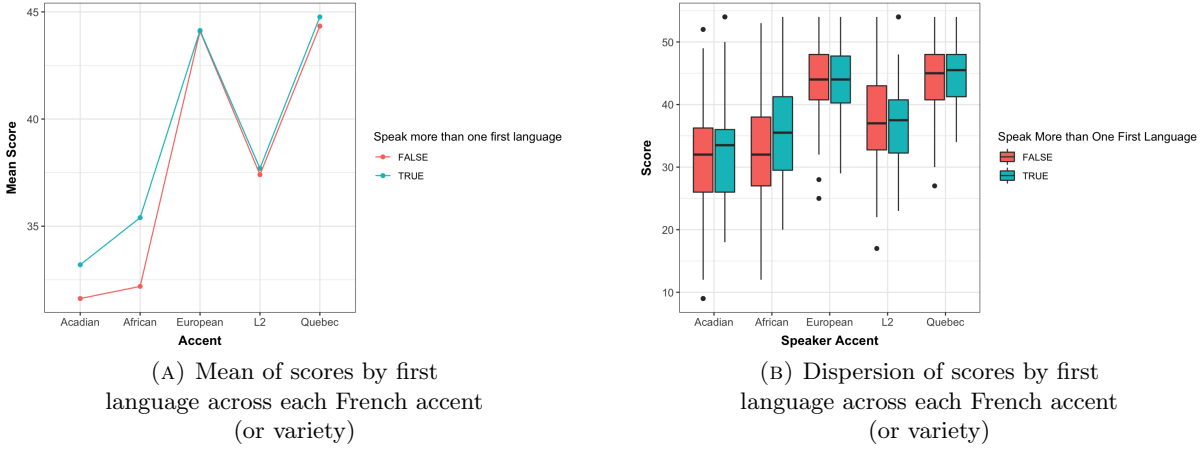 45
40
35
Mean Score
Acadian African European L2 Quebec
Accent
Speak more than one first language
FALSE
TRUE
(A) Mean of scores by first
language across each French accent
(or variety)
50
40
30
20
10
Score
Acadian African European L2 Quebec
Speaker Accent
Speak More than One First Language
FALSE
TRUE
(B) Dispersion of scores by first
language across each French accent
(or variety)